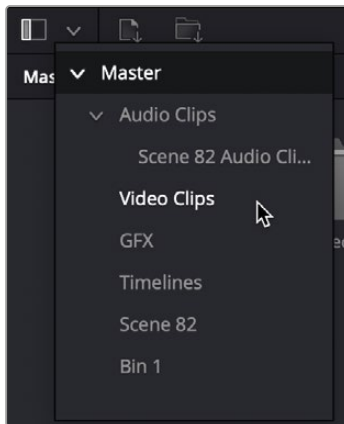 Mas
Master
Audio Clips
Scene 82 Audio Cli...
Video Clips
GFX
Timelines
Scene 82
Bin 1